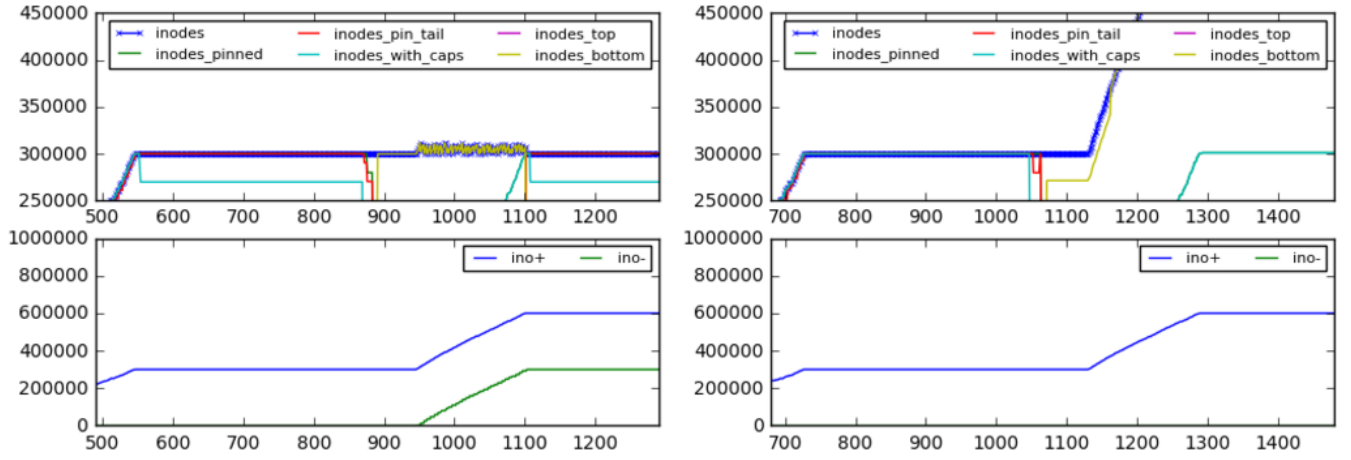 450000
400000
350000
300000
250000
inodes inodes_pin_tail inodes_top
inodes_pinned inodes_with_caps inodes_bottom
500 600 700 800 900 1000 1100 1200
450000
400000
350000
300000
250000
inodes inodes_pin_tail inodes_top
inodes_pinned inodes_with_caps inodes_bottom
700 800 900 1000 1100 1200 1300 1400
1000000
800000
600000
400000
200000
0
ino+ ino-
500 600 700 800 900 1000 1100 1200
1000000
800000
600000
400000
200000
0
ino+ ino-
700 800 900 1000 1100 1200 1300 1400